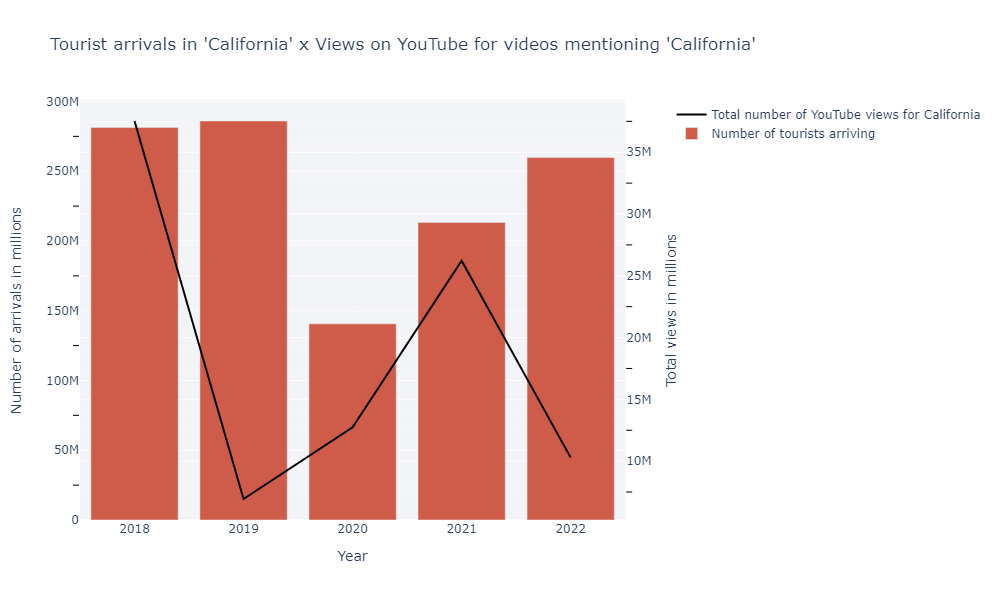 Tourist arrivals in 'California' x Views on YouTube for videos mentioning 'California'
Total number of YouTube views for California
Number of tourists arriving
Number of arrivals in millions
300M
250M
200M
150M
100M
50M
0
35M
30M
25M
20M
15M
10M
Total views in millions
2018
2019
2020
2021
2022
Year